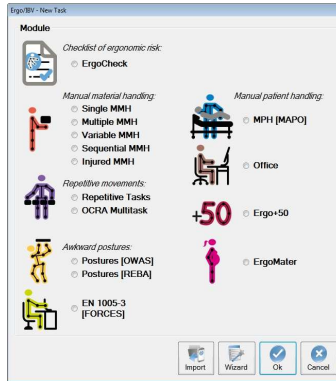 Ergo/IBV - New Task
Module
Checklist of ergonomic risk:
ErgoCheck
Manual material handling:
Single MMH
Multiple MMH
Variable MMH
Sequential MMH
Injured MMH
Repetitive movements:
Repetitive Tasks
OCRA Multitask
Awkward postures:
Postures [OWAS]
Postures [REBA]
EN 1005-3
[FORCES]
Manual patient handling:
MPH [MAPO]
Office
+50
Ergo+50
ErgoMater
Import
Wizard
Ok
Cancel